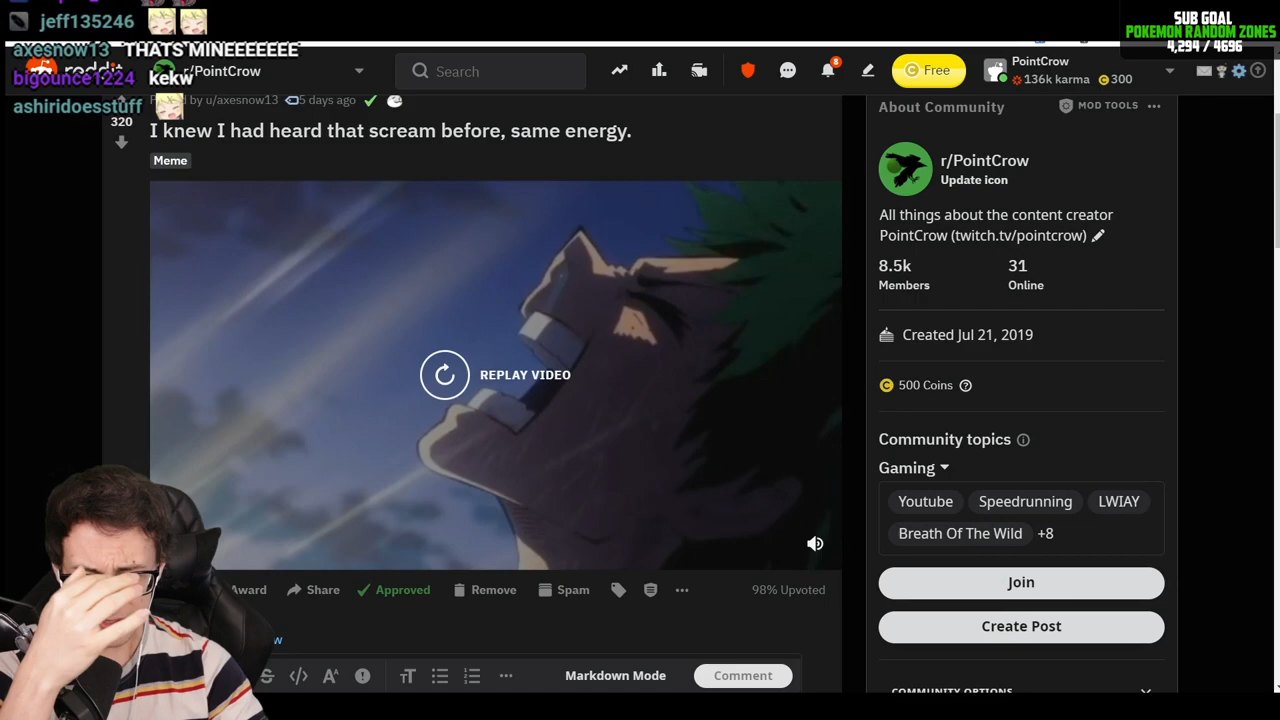 jeff135246
SUB GOAL
POKEMON RANDOM ZONES
4,294 / 4696
axesnow13 THATS MINEEEEEEE
bigounce1224 kekw
ashiridoesstuff
reddit
r/PointCrow
Search
8
Free
PointCrow
136k karma
300
by u/axesnow13
5 days ago
320
I knew I had heard that scream before, same energy.
Meme
REPLAY VIDEO
Award
Share
Approved
Remove
Spam
98% Upvoted
Markdown Mode
Comment
About Community
MOD TOOLS
r/PointCrow
Update icon
All things about the content creator
PointCrow (twitch.tv/pointcrow)
8.5k
31
Members
Online
Created Jul 21, 2019
500 Coins
Community topics
Gaming
Youtube
Speedrunning
LWIAY
Breath Of The Wild
+8
Join
Create Post
COMMUNITY OPTIONS